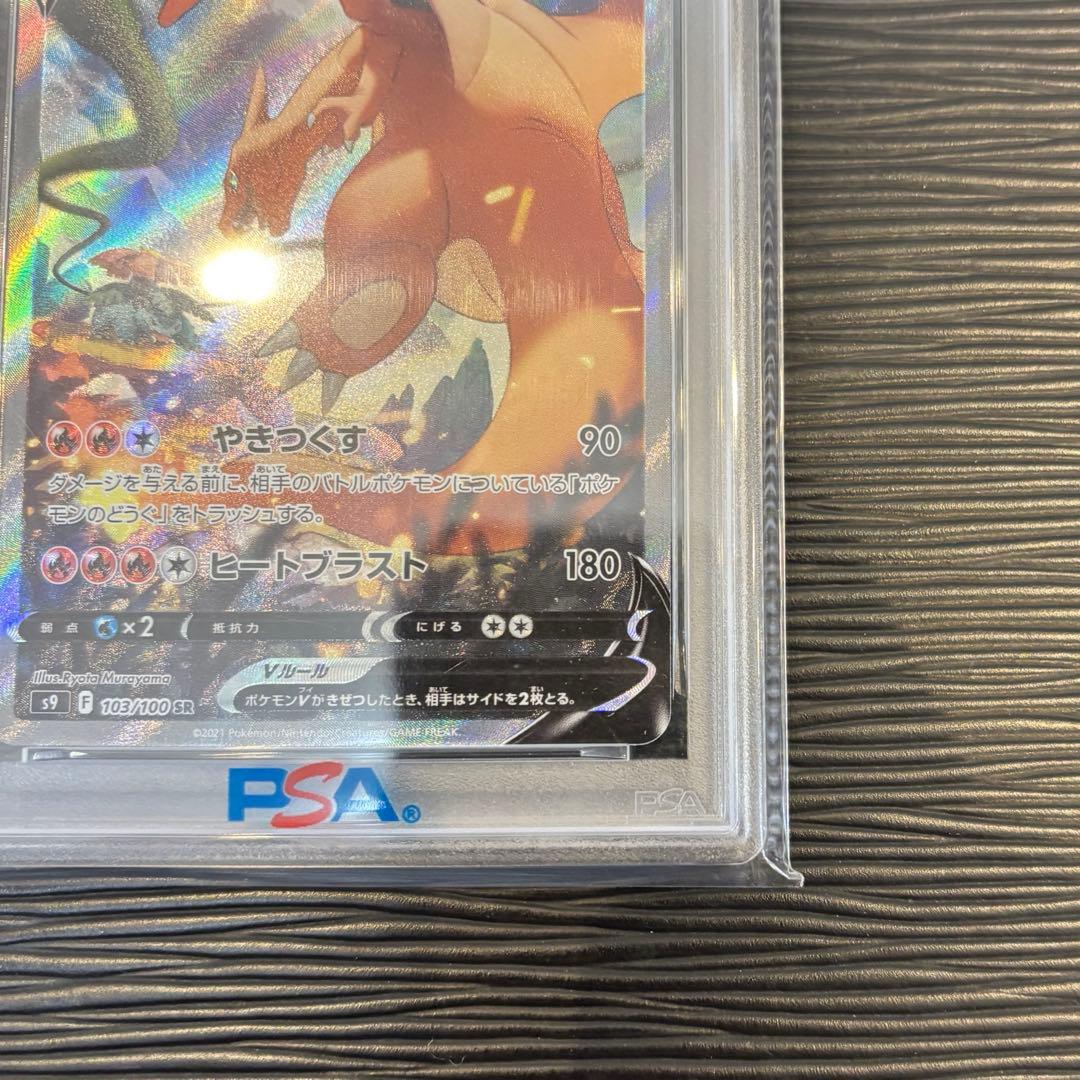 やきつくす 90
ダメージを与える前に、相手のバトルポケモンについている「ポケ
モンのどうぐ」をトラッシュする。
ヒートブラスト 180
弱点 ×2 抵抗力 にげる
illus.Ryota Murayama
Vルール
s9 F 103/100 SR
ポケモンVがきぜつしたとき、相手はサイドを2枚とる。
©2021 Pokémon/Nintendo/Creatures/GAME FREAK.
PSA®
PSA